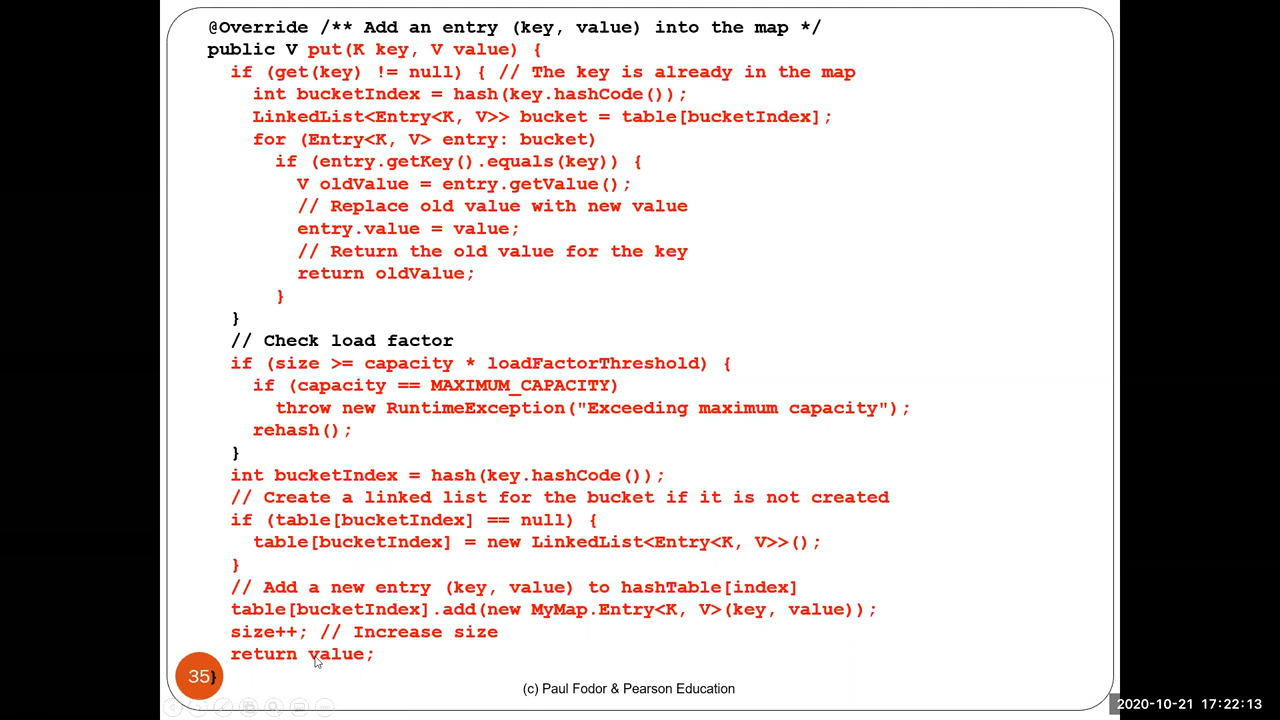 @Override /** Add an entry (key, value) into the map */
public V put(K key, V value) {
if (get(key) != null) { // The key is already in the map
int bucketIndex = hash(key.hashCode());
LinkedList<Entry<K, V>> bucket = table[bucketIndex];
for (Entry<K, V> entry: bucket)
if (entry.getKey().equals(key)) {
V oldValue = entry.getValue();
// Replace old value with new value
entry.value = value;
// Return the old value for the key
return oldValue;
}
}
// Check load factor
if (size >= capacity * loadFactorThreshold) {
if (capacity == MAXIMUM_CAPACITY)
throw new RuntimeException("Exceeding maximum capacity");
rehash();
}
int bucketIndex = hash(key.hashCode());
// Create a linked list for the bucket if it is not created
if (table[bucketIndex] == null) {
table[bucketIndex] = new LinkedList<Entry<K, V>>();
}
// Add a new entry (key, value) to hashTable[index]
table[bucketIndex].add(new MyMap.Entry<K, V>(key, value));
size++; // Increase size
return value;
35}
(c) Paul Fodor & Pearson Education
2020-10-21 17:22:13